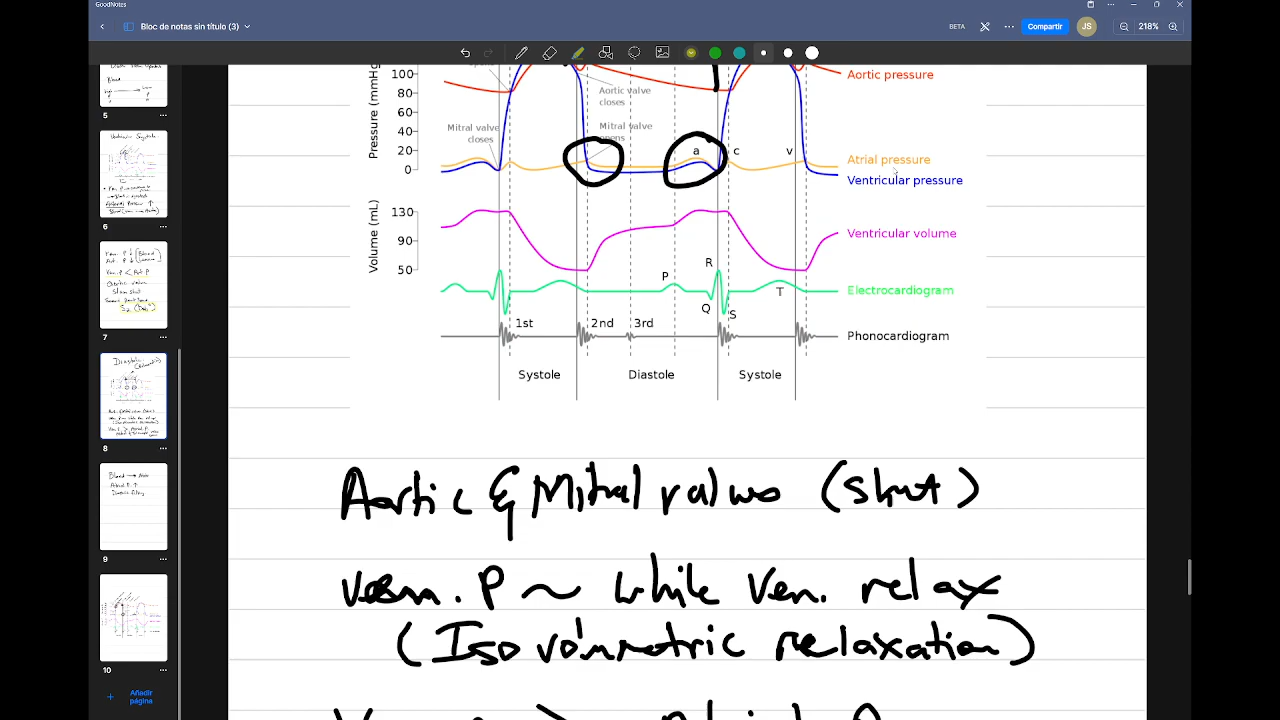 GoodNotes
Bloc de notas sin título (3)
BETA
Compartir
JS
218%
Pressure (mmHg)
100
80
60
40
20
0
Aortic valve
closes
Mitral valve
closes
Mitral valve
opens
a
c
v
Aortic pressure
Atrial pressure
Ventricular pressure
Volume (mL)
130
90
50
Ventricular volume
R
P
T
Q
S
Electrocardiogram
1st
2nd
3rd
Phonocardiogram
Systole
Diastole
Systole
Aortic & Mitral valves (shut)
P ~ while Ven. relax
(Isovolumetric relaxation)
5
6
7
8
9
10
Añadir
página